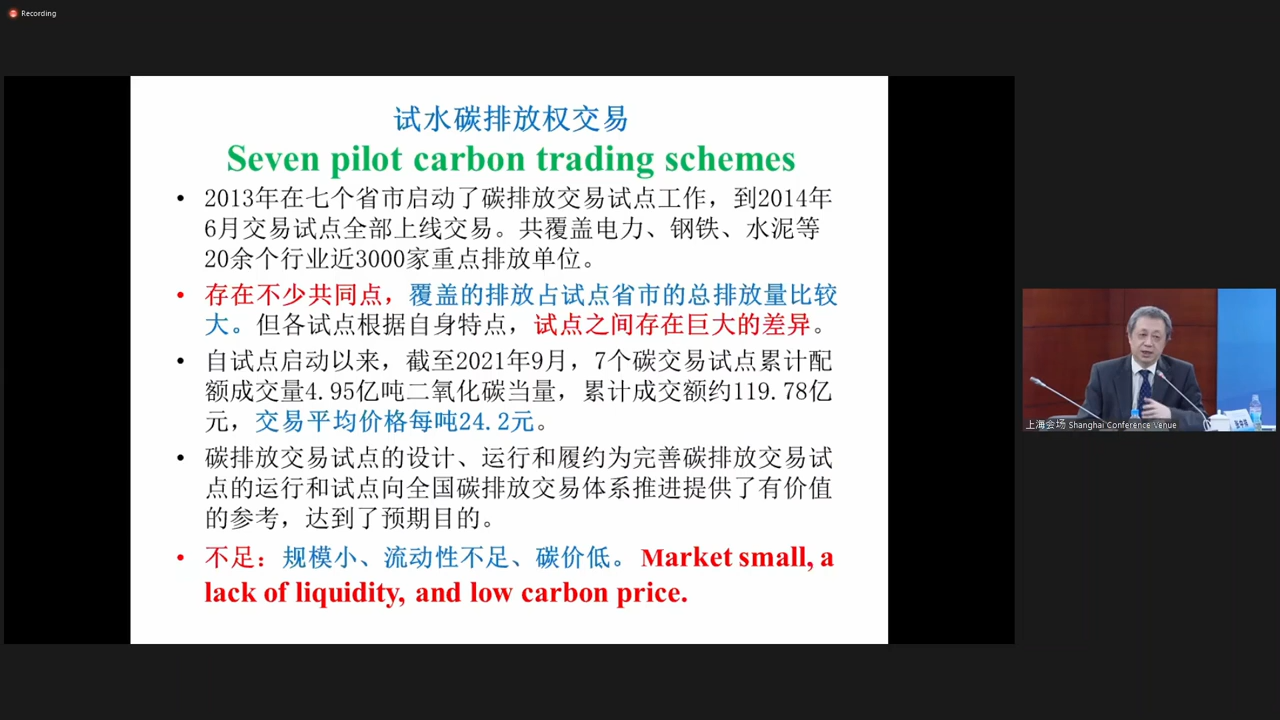 Recording
试水碳排放权交易
Seven pilot carbon trading schemes
• 2013年在七个省市启动了碳排放交易试点工作，到2014年
6月交易试点全部上线交易。共覆盖电力、钢铁、水泥等
20余个行业近3000家重点排放单位。
• 存在不少共同点，覆盖的排放占试点省市的总排放量比较
大。但各试点根据自身特点，试点之间存在巨大的差异。
• 自试点启动以来，截至2021年9月，7个碳交易试点累计配
额成交量4.95亿吨二氧化碳当量，累计成交额约119.78亿
元，交易平均价格每吨24.2元。
• 碳排放交易试点的设计、运行和履约为完善碳排放交易试
点的运行和试点向全国碳排放交易体系推进提供了有价值
的参考，达到了预期目的。
• 不足：规模小、流动性不足、碳价低。Market small, a
lack of liquidity, and low carbon price.
上海会场 Shanghai Conference Venue